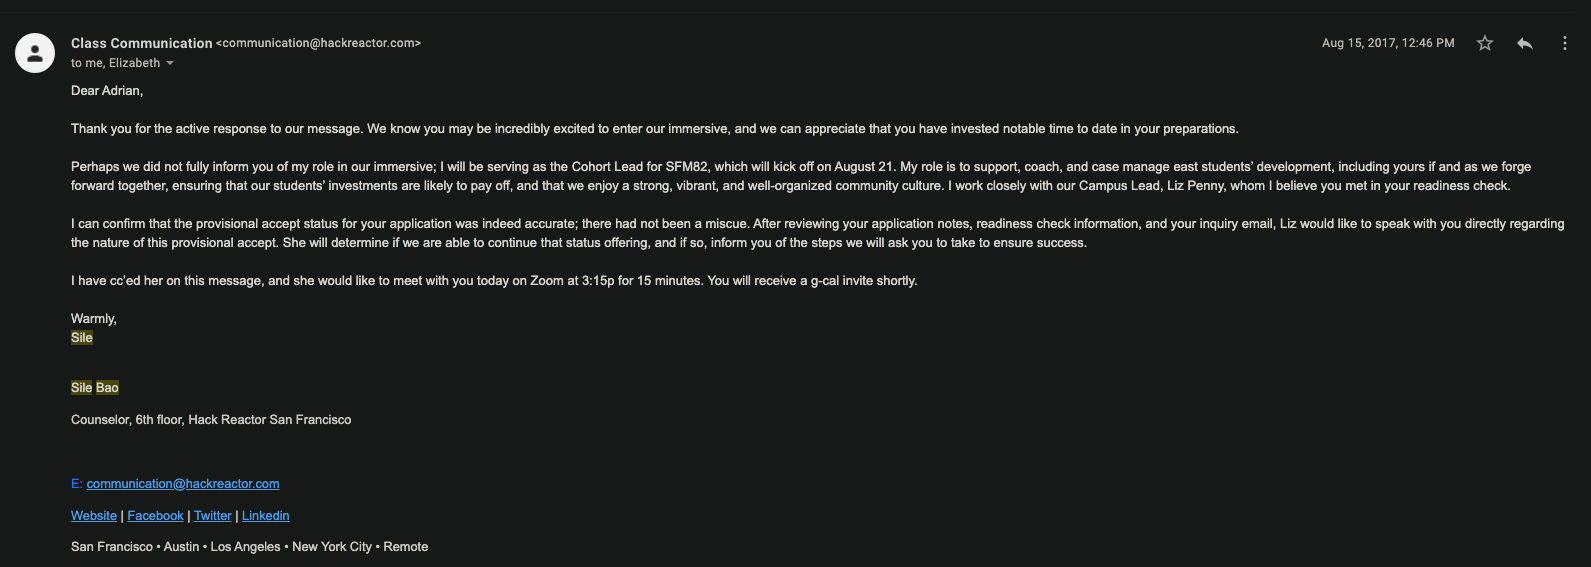 Class Communication <communication@hackreactor.com>
Aug 15, 2017, 12:46 PM
to me, Elizabeth
Dear Adrian,
Thank you for the active response to our message. We know you may be incredibly excited to enter our immersive, and we can appreciate that you have invested notable time to date in your preparations.
Perhaps we did not fully inform you of my role in our immersive; I will be serving as the Cohort Lead for SFM82, which will kick off on August 21. My role is to support, coach, and case manage east students' development, including yours if and as we forge
forward together, ensuring that our students' investments are likely to pay off, and that we enjoy a strong, vibrant, and well-organized community culture. I work closely with our Campus Lead, Liz Penny, whom I believe you met in your readiness check.
I can confirm that the provisional accept status for your application was indeed accurate; there had not been a miscue. After reviewing your application notes, readiness check information, and your inquiry email, Liz would like to speak with you directly regarding
the nature of this provisional accept. She will determine if we are able to continue that status offering, and if so, inform you of the steps we will ask you to take to ensure success.
I have cc'ed her on this message, and she would like to meet with you today on Zoom at 3:15p for 15 minutes. You will receive a g-cal invite shortly.
Warmly,
Sile
Sile Bao
Counselor, 6th floor, Hack Reactor San Francisco
E: communication@hackreactor.com
Website | Facebook | Twitter | Linkedin
San Francisco • Austin • Los Angeles • New York City • Remote